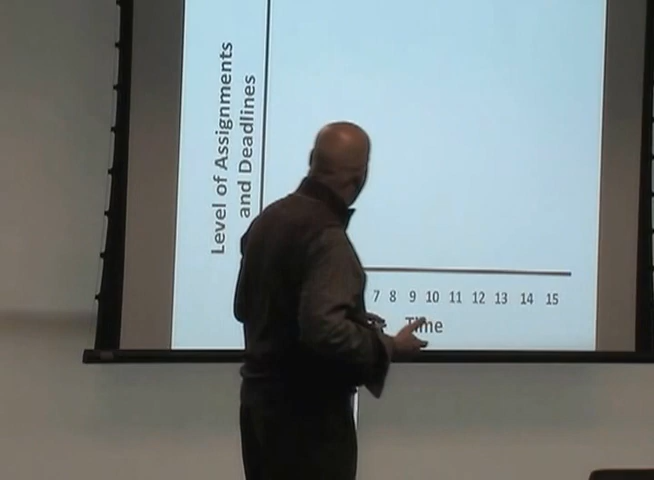 Level of Assignments
and Deadlines
7 8 9 10 11 12 13 14 15
Time